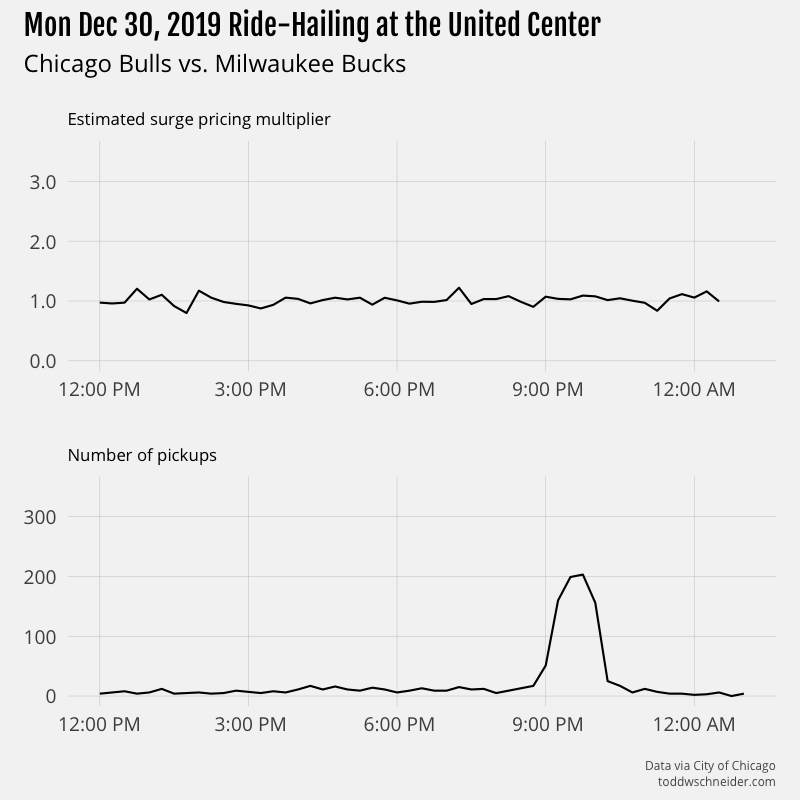 Mon Dec 30, 2019 Ride-Hailing at the United Center
Chicago Bulls vs. Milwaukee Bucks
Estimated surge pricing multiplier
3.0
2.0
1.0
0.0
12:00 PM 3:00 PM 6:00 PM 9:00 PM 12:00 AM
Number of pickups
300
200
100
0
12:00 PM 3:00 PM 6:00 PM 9:00 PM 12:00 AM
Data via City of Chicago
toddwschneider.com